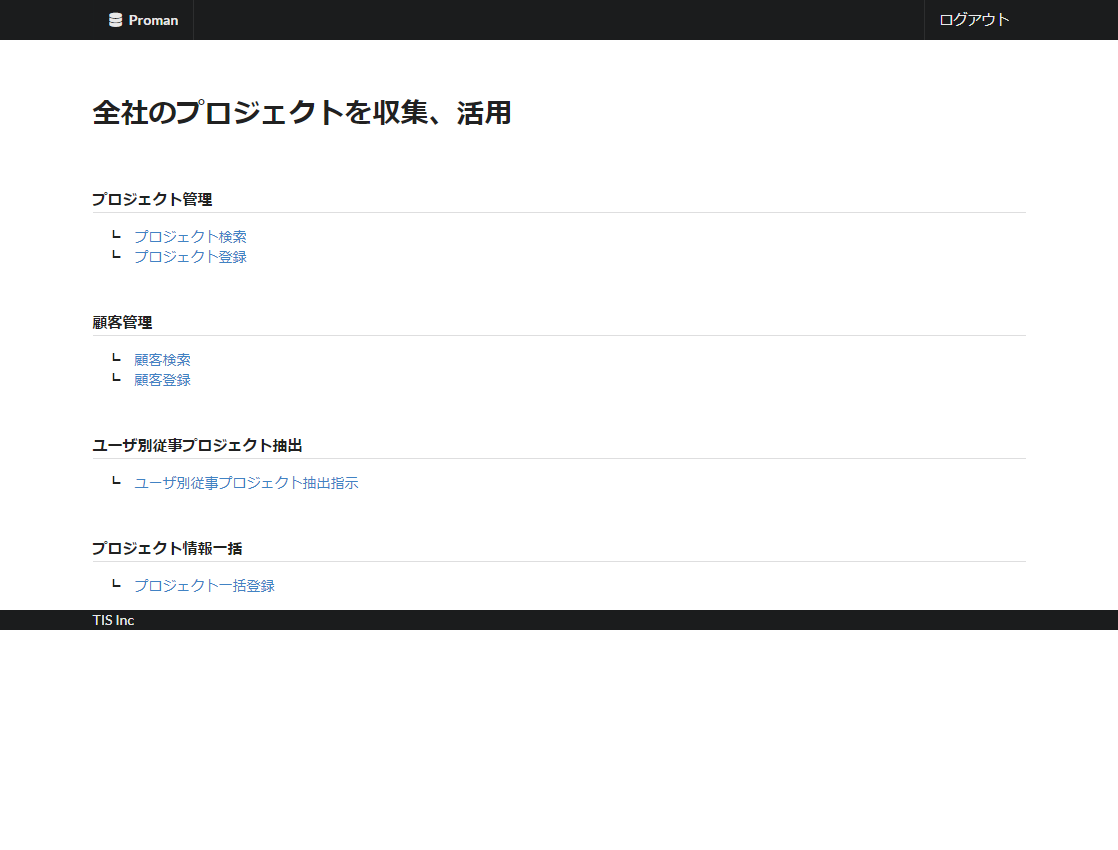 Proman
ログアウト
全社のプロジェクトを収集、活用
プロジェクト管理
┗ プロジェクト検索
┗ プロジェクト登録
顧客管理
┗ 顧客検索
┗ 顧客登録
ユーザ別従事プロジェクト抽出
┗ ユーザ別従事プロジェクト抽出指示
プロジェクト情報一括
┗ プロジェクト一括登録
TIS Inc